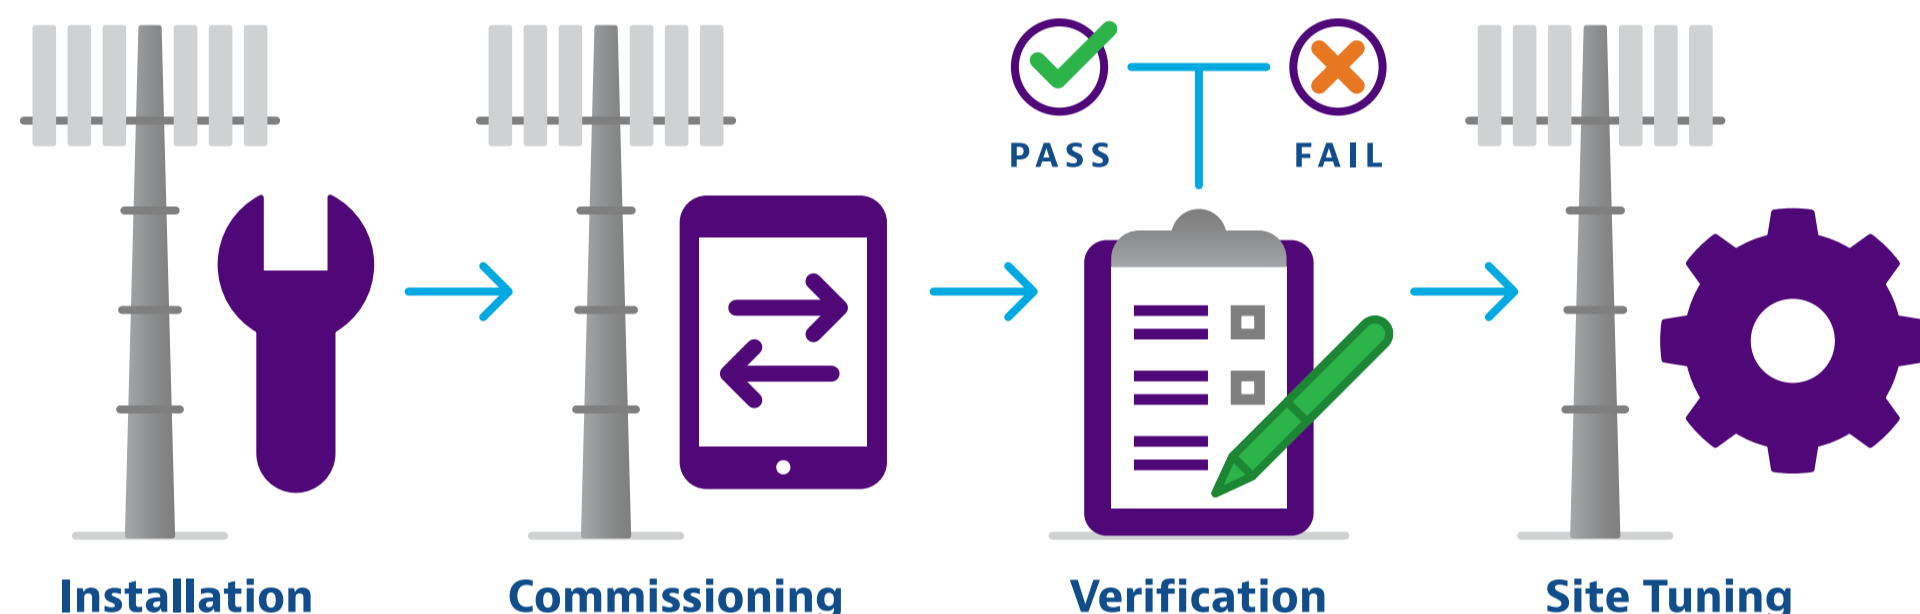 PASS
FAIL
Installation
Commissioning
Verification
Site Tuning